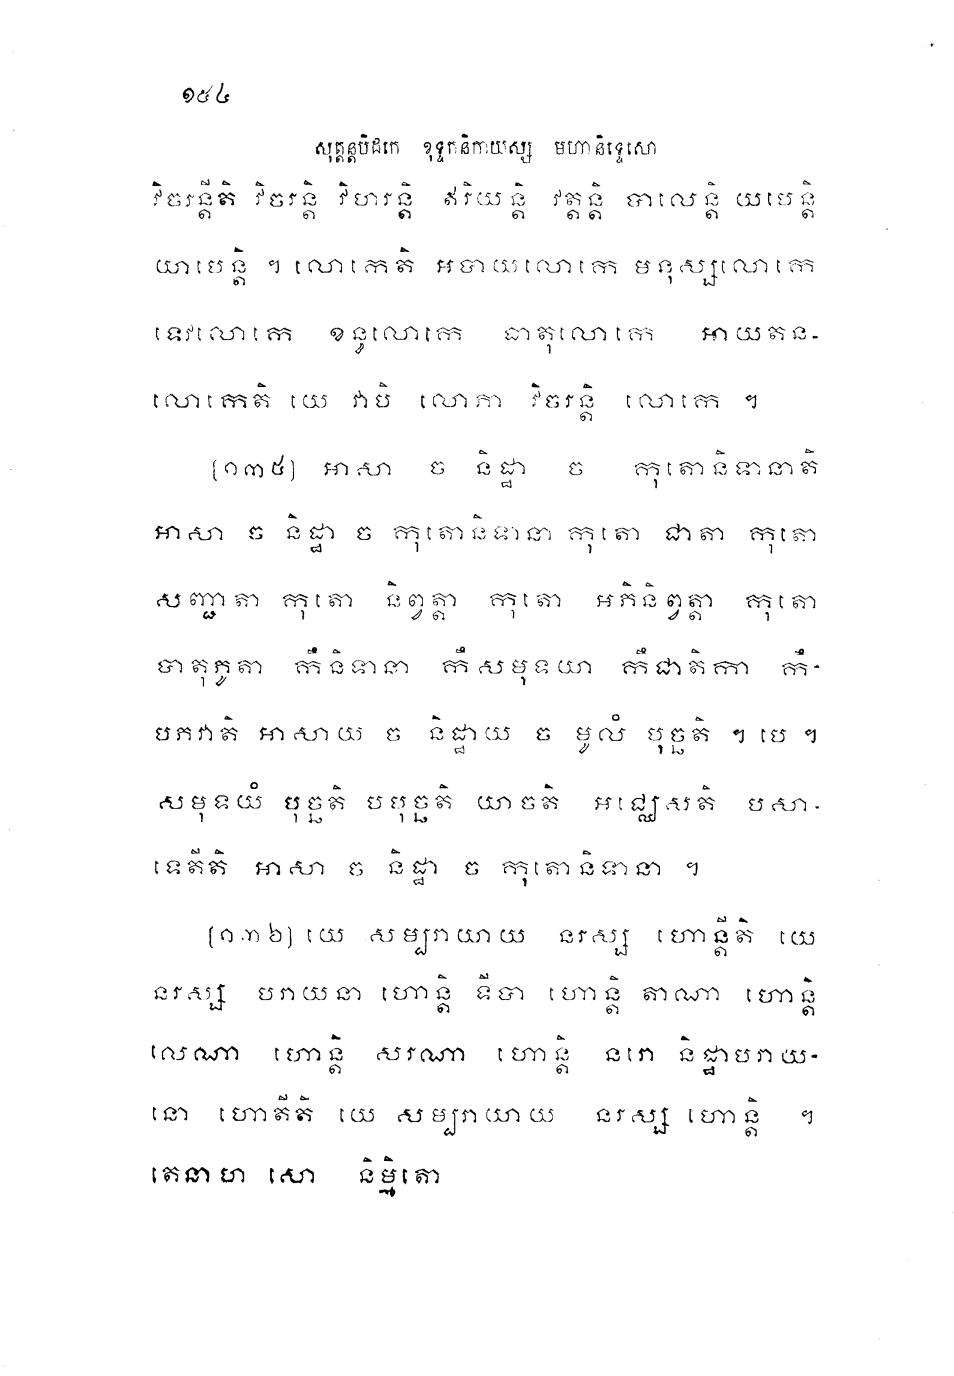 ១៥៤
សុត្តន្តបិដកេ ខុទ្ទកនិកាយស្ស មហានិទ្ទេសោ
វិចរន្តីតិ វិចរន្តិ វិហរន្តិ ឥរិយន្តិ វត្តន្តិ បាលេន្តិ យបេន្តិ
យាបេន្តិ ។ លោកេតិ អបាយលោកេ មនុស្សលោកេ
ទេវលោកេ ខន្ធលោកេ ធាតុលោកេ អាយតន-
លោកេតិ យេ វាបិ លោភា វិចរន្តិ លោកេ ។
[១៣៥] អាសា ច និដ្ឋា ច កុតោនិទានាតិ
អាសា ច និដ្ឋា ច កុតោនិទានា កុតោ ជាតា កុតោ
សញ្ជាតា កុតោ និព្វត្តា កុតោ អភិនិព្វត្តា កុតោ
បាតុភូតា កឹនិទានា កឹសមុទយា កឹជាតិកា កឹ-
បភវាតិ អាសាយ ច និដ្ឋាយ ច មូលំ បុច្ឆតិ ។ បេ ។
សមុទយំ បុច្ឆតិ បបុច្ឆតិ យាចតិ អជ្ឈេសតិ បសា-
ទេតីតិ អាសា ច និដ្ឋា ច កុតោនិទានា ។
[១៣៦] យេ សម្បរាយាយ នរស្ស ហោន្តីតិ យេ
នរស្ស បរាយនា ហោន្តិ ទីបា ហោន្តិ តាណា ហោន្តិ
លេណា ហោន្តិ សរណា ហោន្តិ នរោ និដ្ឋាបរាយ-
នោ ហោតីតិ យេ សម្បរាយាយ នរស្ស ហោន្តិ ។
តេនាហ សោ និម្មិតោ